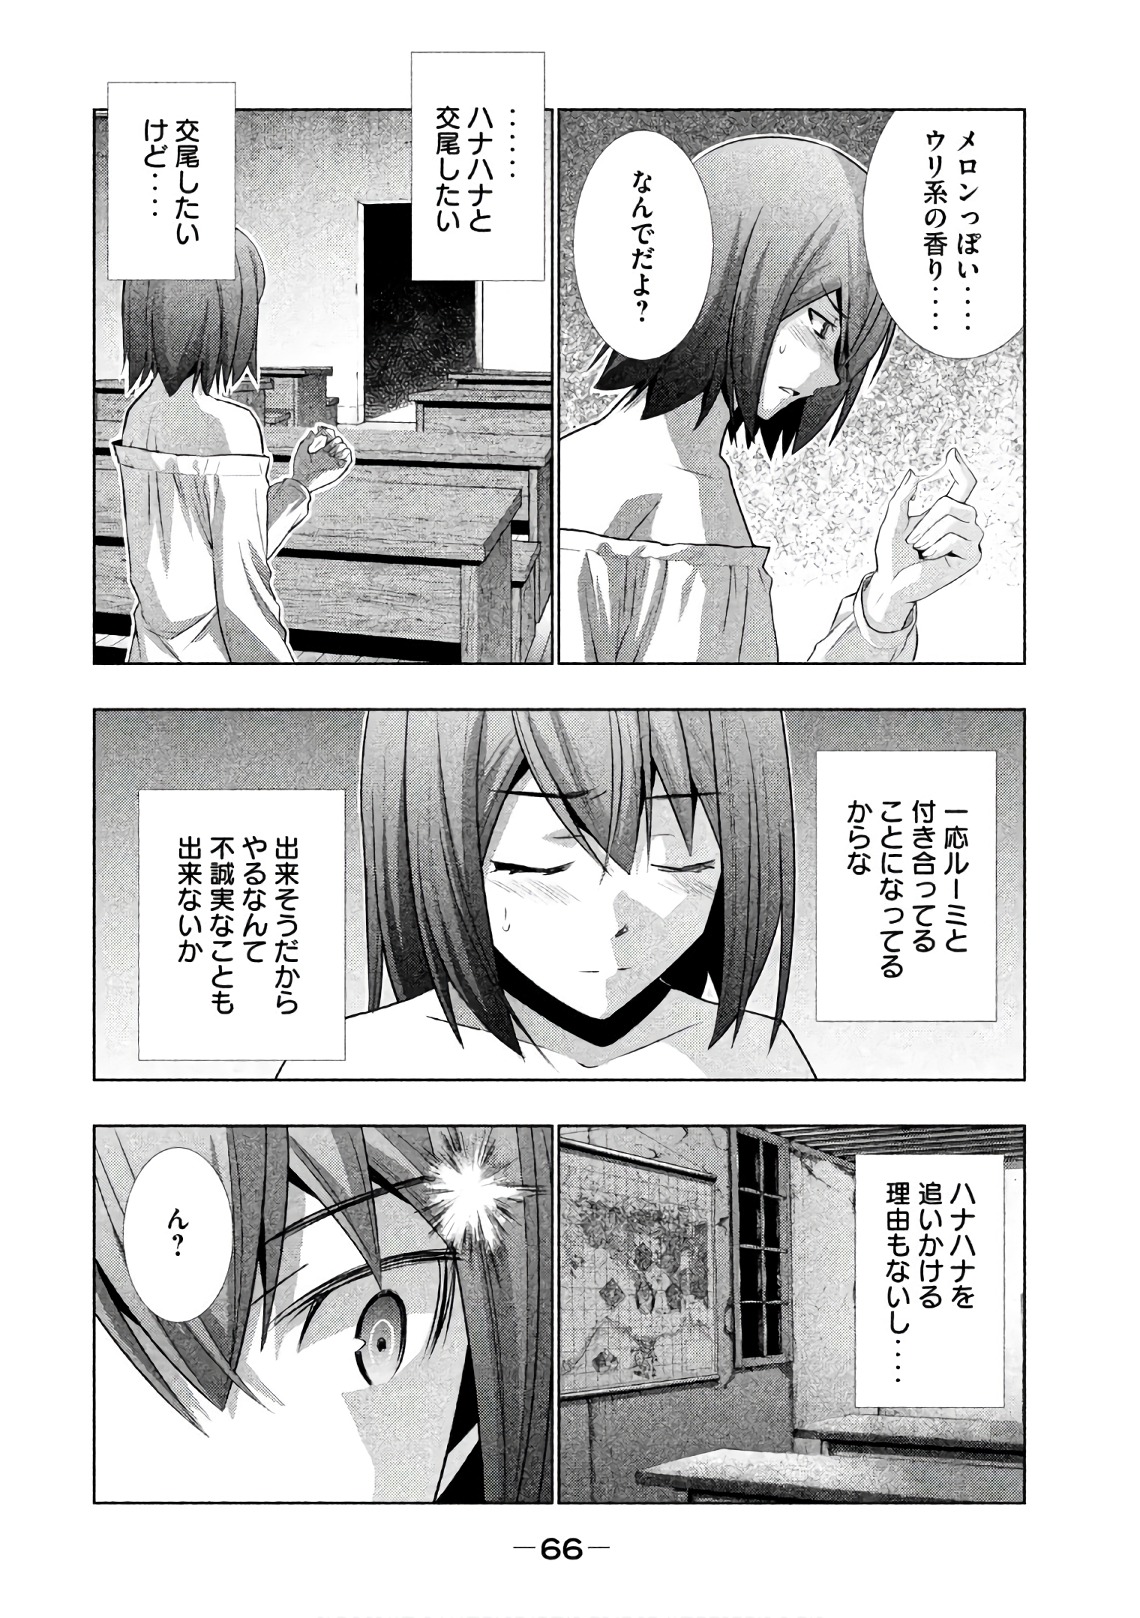 メロンっぽい‥‥
ウリ系の香り‥‥
なんでだよ?
‥‥‥
ハナハナと
交尾したい
交尾したい
けど‥‥
一応ルーミと
付き合ってる
ことになってる
からな
出来そうだから
やるなんて
不誠実なことも
出来ないか
ハナハナを
追いかける
理由もないし‥‥
ん?
—66—